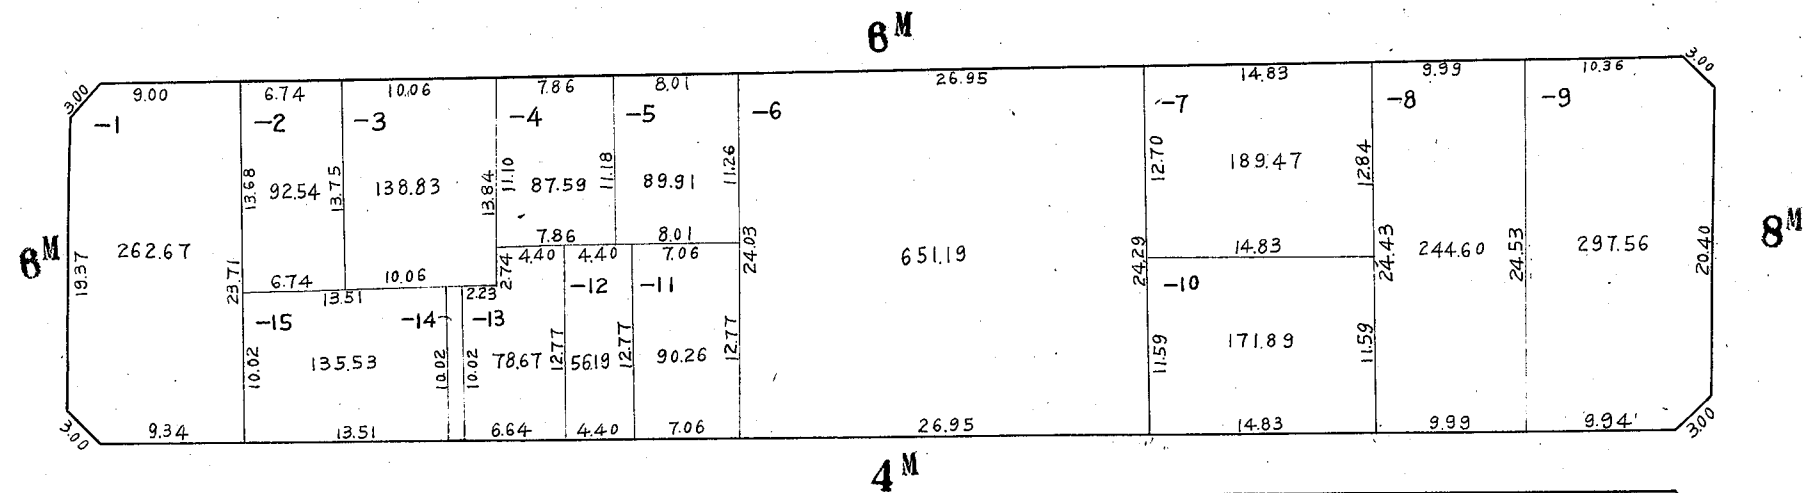 6M
3.00 9.00 6.74 10.06 7.86 8.01 26.95 14.83 9.99 10.36 3.00
-1 -2 -3 -4 -5 -6 -7 -8 -9
13.68 92.54 13.75 138.83 13.84 11.10 87.59 11.18 89.91 11.26 12.70 189.47 12.84
6M 19.37 262.67 23.71 7.86 8.01 24.03 651.19 24.29 14.83 24.43 244.60 24.53 297.56 20.40 8M
6.74 10.06 2.74 4.40 4.40 7.06
13.51 2.23 -12 -11 -10
-15 -14 -13
10.02 135.53 10.02 10.02 78.67 12.77 56.19 12.77 90.26 12.77 11.59 171.89 11.59
3.00 9.34 13.51 6.64 4.40 7.06 26.95 14.83 9.99 9.94 3.00
4M